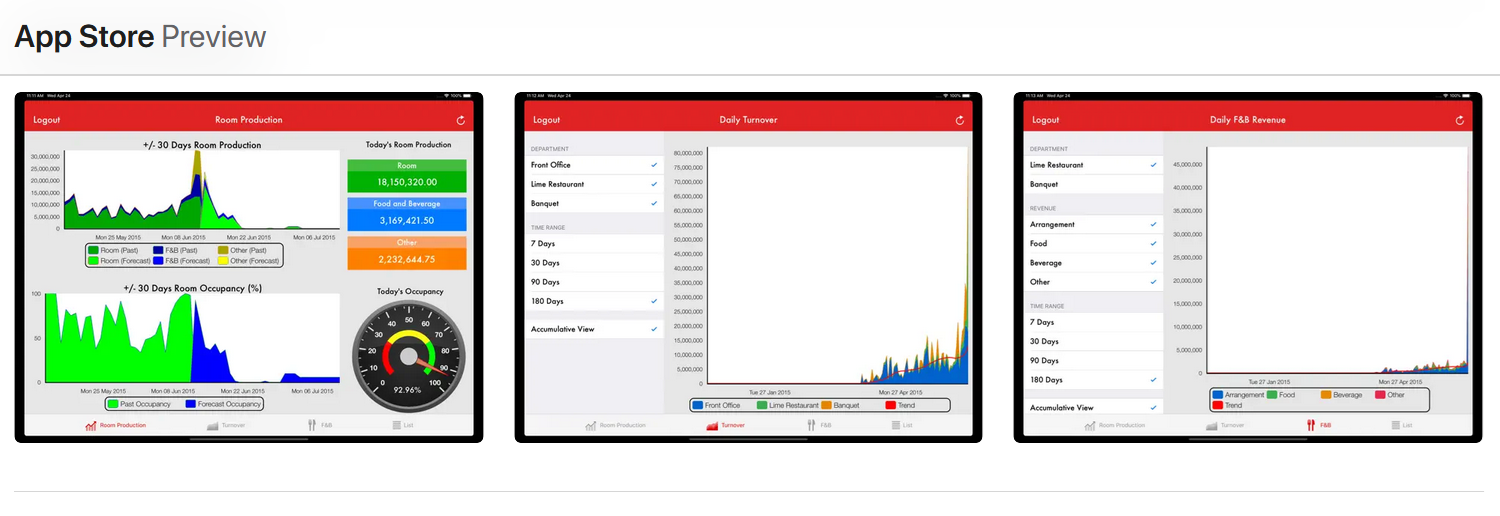 App Store Preview
11:11 AM Wed Apr 24
100%
Logout
Room Production
+/- 30 Days Room Production
30,000,000
25,000,000
20,000,000
15,000,000
10,000,000
5,000,000
0
Mon 25 May 2015
Mon 08 Jun 2015
Mon 22 Jun 2015
Mon 06 Jul 2015
Room (Past)
F&B (Past)
Other (Past)
Room (Forecast)
F&B (Forecast)
Other (Forecast)
Today's Room Production
Room
18,150,320.00
Food and Beverage
3,169,421.50
Other
2,232,644.75
+/- 30 Days Room Occupancy (%)
100
50
0
Mon 25 May 2015
Mon 08 Jun 2015
Mon 22 Jun 2015
Mon 06 Jul 2015
Past Occupancy
Forecast Occupancy
Today's Occupancy
0
10
20
30
40
50
60
70
80
90
100
92.96%
Room Production
Turnover
F&B
List
11:12 AM Wed Apr 24
100%
Logout
Daily Turnover
DEPARTMENT
Front Office
Lime Restaurant
Banquet
TIME RANGE
7 Days
30 Days
90 Days
180 Days
Accumulative View
80,000,000
75,000,000
70,000,000
65,000,000
60,000,000
55,000,000
50,000,000
45,000,000
40,000,000
35,000,000
30,000,000
25,000,000
20,000,000
15,000,000
10,000,000
5,000,000
0
Tue 27 Jan 2015
Mon 27 Apr 2015
Front Office
Lime Restaurant
Banquet
Trend
Room Production
Turnover
F&B
List
11:13 AM Wed Apr 24
100%
Logout
Daily F&B Revenue
DEPARTMENT
Lime Restaurant
Banquet
REVENUE
Arrangement
Food
Beverage
Other
TIME RANGE
7 Days
30 Days
90 Days
180 Days
Accumulative View
45,000,000
40,000,000
35,000,000
30,000,000
25,000,000
20,000,000
15,000,000
10,000,000
5,000,000
0
Tue 27 Jan 2015
Mon 27 Apr 2015
Arrangement
Food
Beverage
Other
Trend
Room Production
Turnover
F&B
List